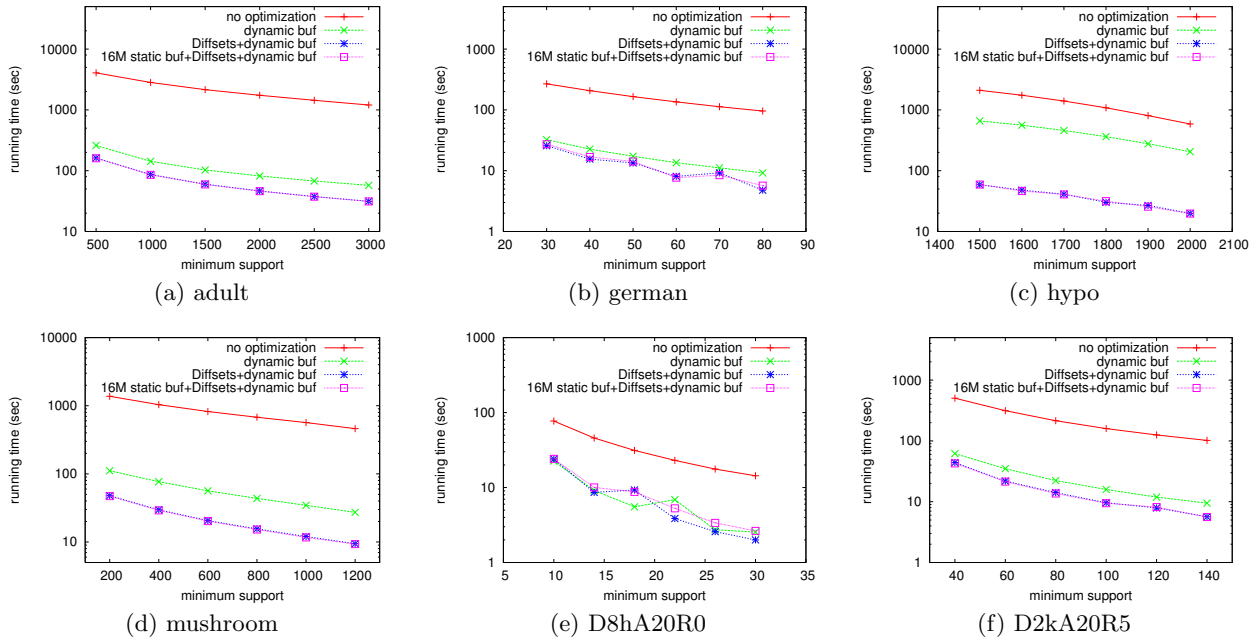 no optimization
dynamic buf
Diffsets+dynamic buf
16M static buf+Diffsets+dynamic buf
running time (sec)
10000
1000
100
10
500 1000 1500 2000 2500 3000
minimum support
(a) adult
no optimization
dynamic buf
Diffsets+dynamic buf
16M static buf+Diffsets+dynamic buf
running time (sec)
1000
100
10
1
20 30 40 50 60 70 80 90
minimum support
(b) german
no optimization
dynamic buf
Diffsets+dynamic buf
16M static buf+Diffsets+dynamic buf
running time (sec)
10000
1000
100
10
1400 1500 1600 1700 1800 1900 2000 2100
minimum support
(c) hypo
no optimization
dynamic buf
Diffsets+dynamic buf
16M static buf+Diffsets+dynamic buf
running time (sec)
10000
1000
100
10
200 400 600 800 1000 1200
minimum support
(d) mushroom
no optimization
dynamic buf
Diffsets+dynamic buf
16M static buf+Diffsets+dynamic buf
running time (sec)
1000
100
10
1
5 10 15 20 25 30 35
minimum support
(e) D8hA20R0
no optimization
dynamic buf
Diffsets+dynamic buf
16M static buf+Diffsets+dynamic buf
running time (sec)
1000
100
10
1
40 60 80 100 120 140
minimum support
(f) D2kA20R5